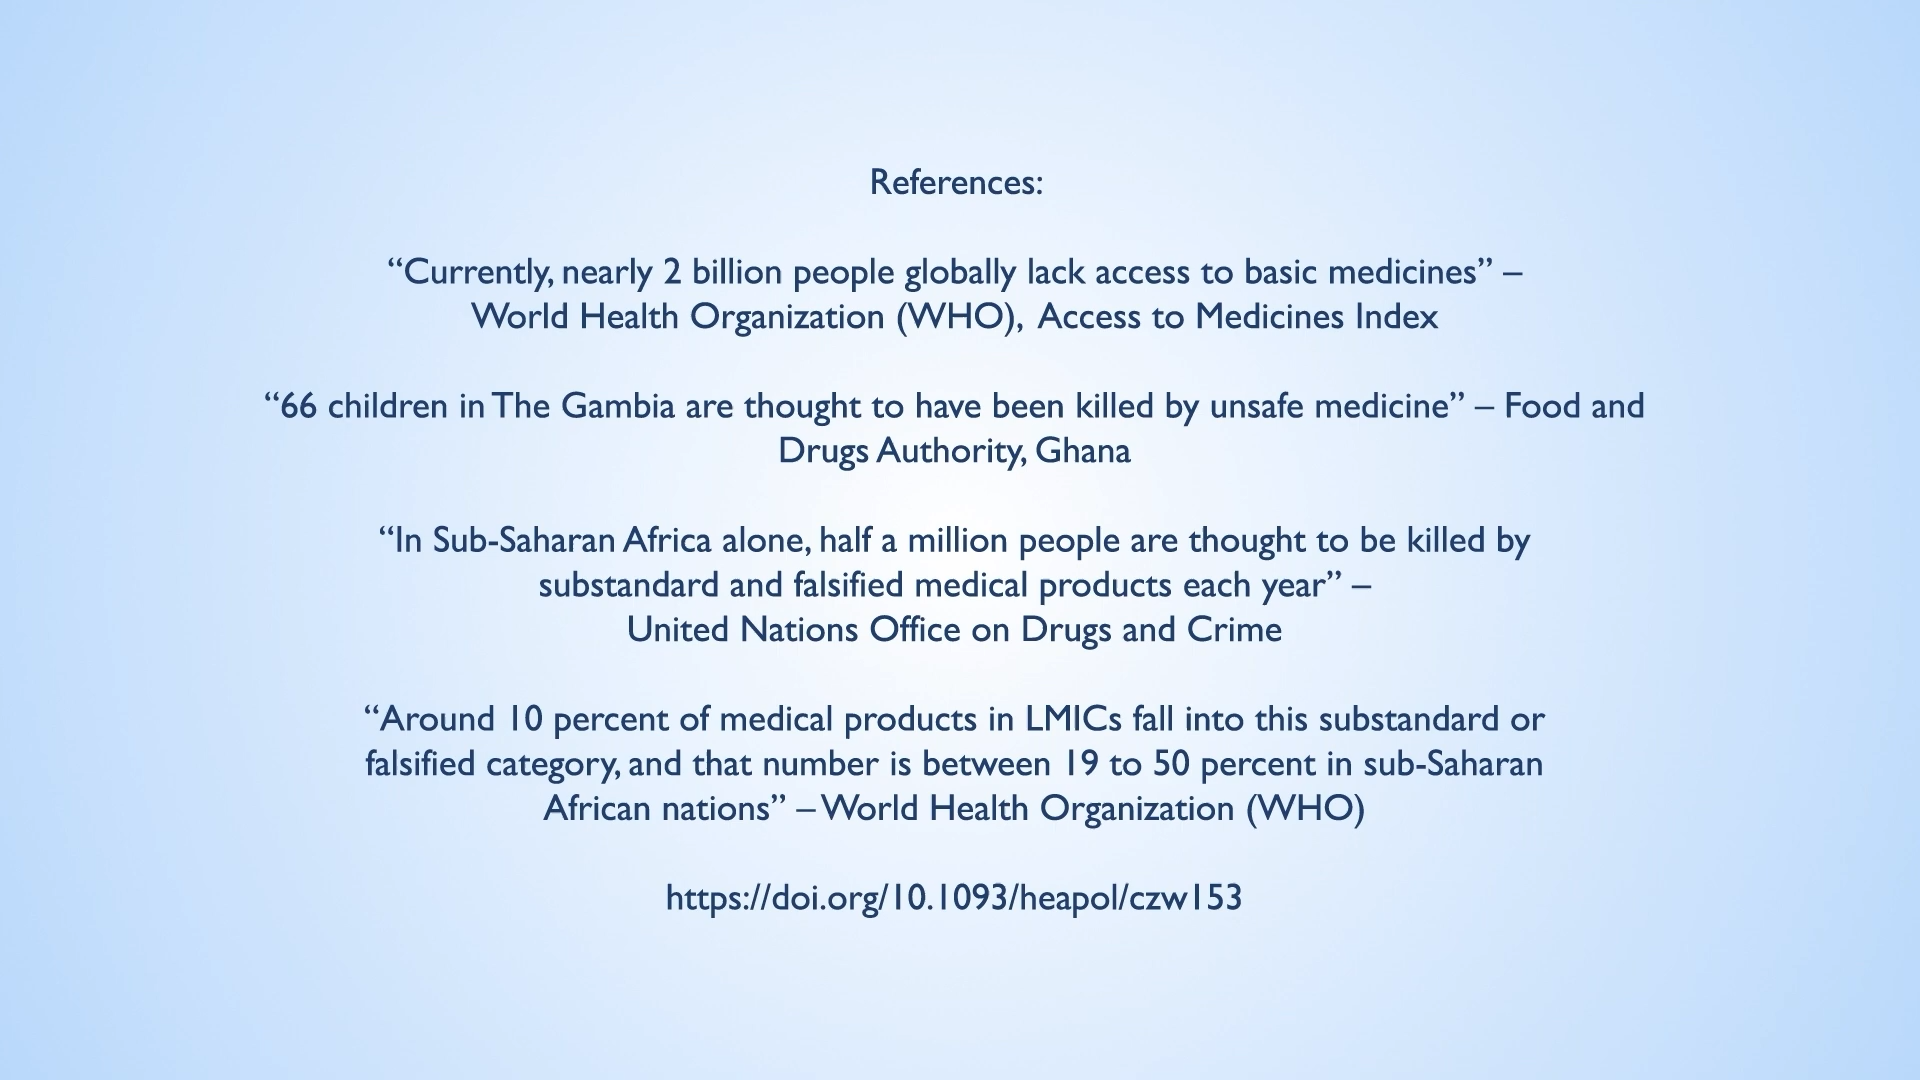 References:
“Currently, nearly 2 billion people globally lack access to basic medicines” –
World Health Organization (WHO), Access to Medicines Index
“66 children in The Gambia are thought to have been killed by unsafe medicine” – Food and
Drugs Authority, Ghana
“In Sub-Saharan Africa alone, half a million people are thought to be killed by
substandard and falsified medical products each year” –
United Nations Office on Drugs and Crime
“Around 10 percent of medical products in LMICs fall into this substandard or
falsified category, and that number is between 19 to 50 percent in sub-Saharan
African nations” – World Health Organization (WHO)
https://doi.org/10.1093/heapol/czw153